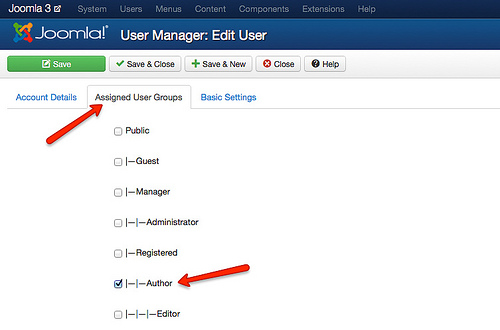 Joomla 3 System Users Menus Content Components Extensions Help
Joomla!® User Manager: Edit User
Save Save & Close Save & New Close Help
Account Details Assigned User Groups Basic Settings
Public
|—Guest
|—Manager
|—|—Administrator
|—Registered
|—|—Author
|—|—|—Editor